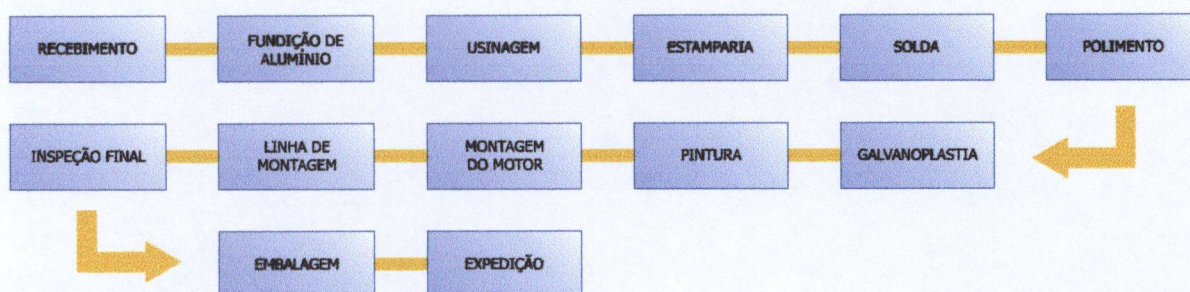 RECEBIMENTO
FUNDIÇÃO DE
ALUMÍNIO
USINAGEM
ESTAMPARIA
SOLDA
POLIMENTO
GALVANOPLASTIA
PINTURA
MONTAGEM
DO MOTOR
LINHA DE
MONTAGEM
INSPEÇÃO FINAL
EMBALAGEM
EXPEDIÇÃO